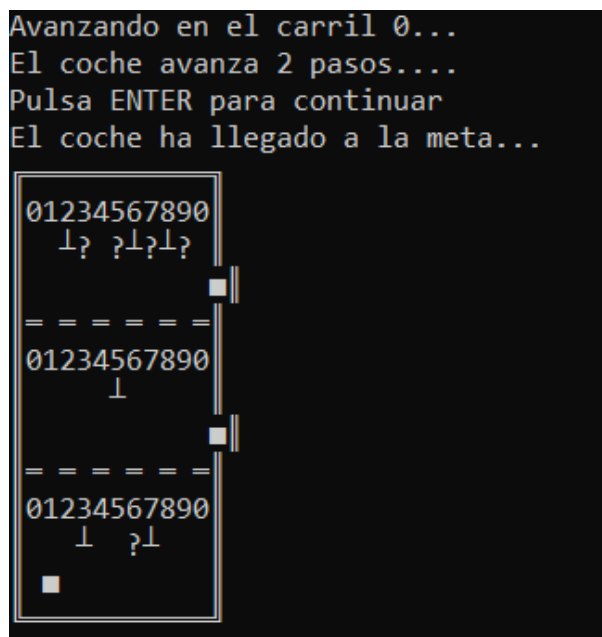 Avanzando en el carril 0...
El coche avanza 2 pasos....
Pulsa ENTER para continuar
El coche ha llegado a la meta...
01234567890
┴? ?┴?┴?
= = = = = =
01234567890
┴
= = = = = =
01234567890
┴  ?┴